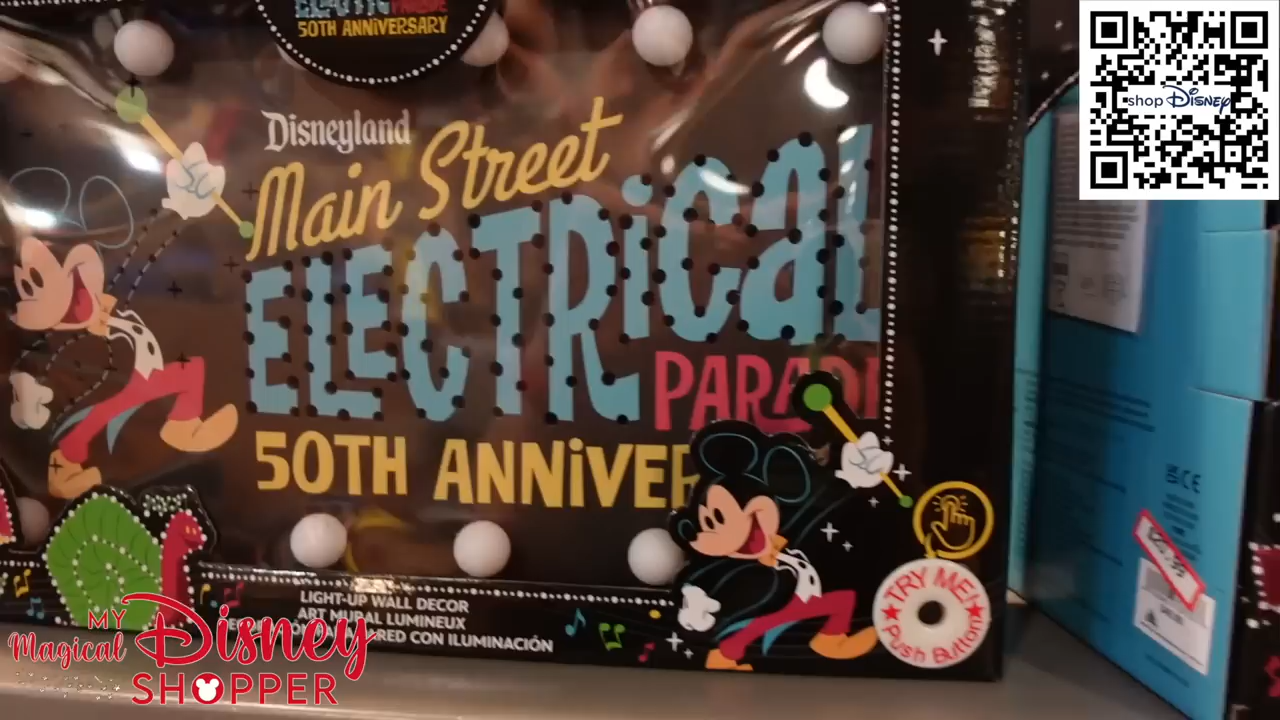 50TH ANNiVERSARY
shop Disney
Disneyland
Main Street
ELECTRiCaL
PARADE
50TH ANNiVER
LIGHT-UP WALL DECOR
ART MURAL LUMINEUX
RED CON ILUMINACIÓN
TRY ME!
Push Button
MY
Magical Disney
SHOPPER